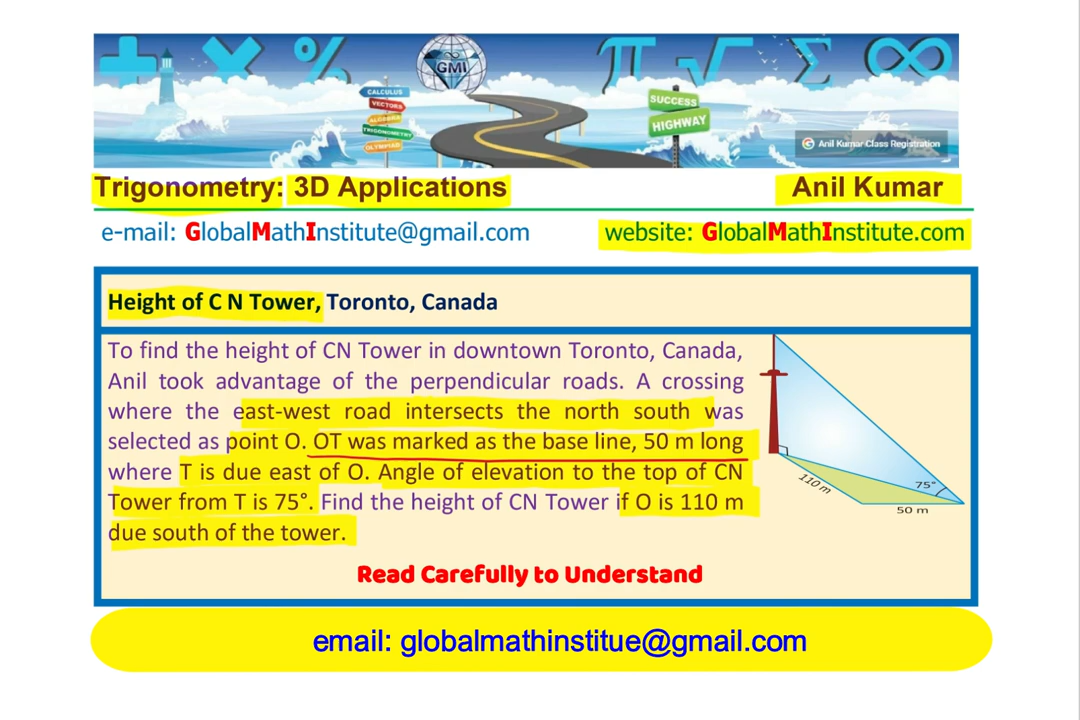 GMI
CALCULUS
VECTORS
ALGEBRA
TRIGONOMETRY
OLYMPIAD
SUCCESS
HIGHWAY
Anil Kumar Class Registration
Trigonometry: 3D Applications Anil Kumar
e-mail: GlobalMathInstitute@gmail.com website: GlobalMathInstitute.com
Height of C N Tower, Toronto, Canada
To find the height of CN Tower in downtown Toronto, Canada,
Anil took advantage of the perpendicular roads. A crossing
where the east-west road intersects the north south was
selected as point O. OT was marked as the base line, 50 m long
where T is due east of O. Angle of elevation to the top of CN
Tower from T is 75°. Find the height of CN Tower if O is 110 m
due south of the tower.
110 m
75°
50 m
Read Carefully to Understand
email: globalmathinstitue@gmail.com